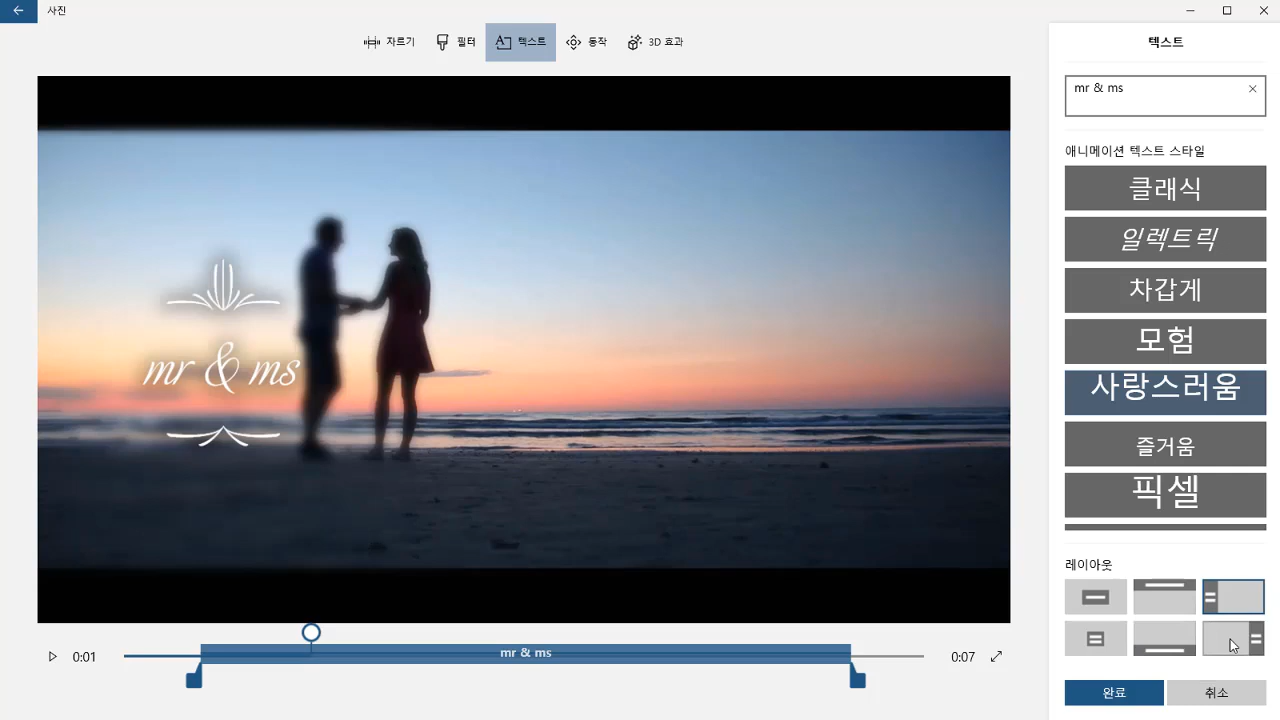 사진
자르기
필터
텍스트
동작
3D 효과
텍스트
mr & ms
애니메이션 텍스트 스타일
클래식
일렉트릭
차갑게
모험
사랑스러움
즐거움
픽셀
mr & ms
레이아웃
0:01
mr & ms
0:07
완료
취소